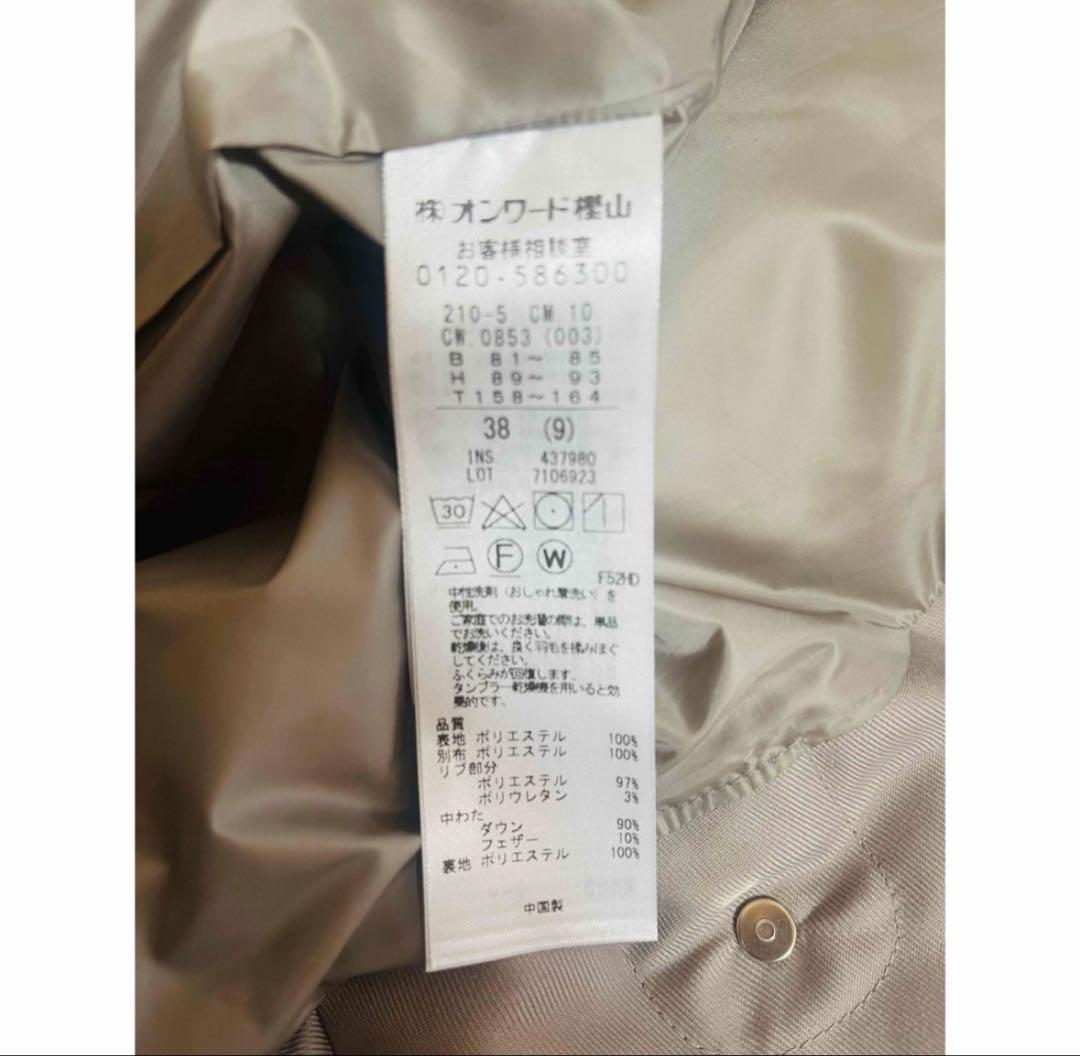 ㈱オンワード樫山
お客様相談室
0120-586300
210-5 CM.10
CW.0853 (003)
B 81～ 85
H 89～ 93
T158～164
38 (9)
INS 437980
LOT 7106923
30
F W
F52HD
中性洗剤（おしゃれ着洗い）を
使用。
ご家庭でのお洗濯の際は、単品
でお洗いください。
乾燥後は、良く羽毛を揉みほぐ
してください。
ふくらみが回復します。
タンブラー乾燥機を用いると効
果的です。
品質
表地 ポリエステル 100%
別布 ポリエステル 100%
リブ部分
ポリエステル 97%
ポリウレタン 3%
中わた
ダウン 90%
フェザー 10%
裏地 ポリエステル 100%
中国製